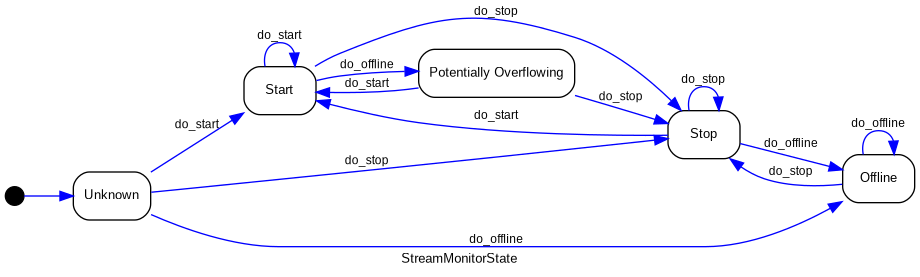 do_stop
do_start
do_offline
Potentially Overflowing
do_start
Start
do_stop
do_stop
do_start
do_start
Stop
do_offline
do_offline
do_stop
do_stop
Offline
Unknown
do_offline
StreamMonitorState